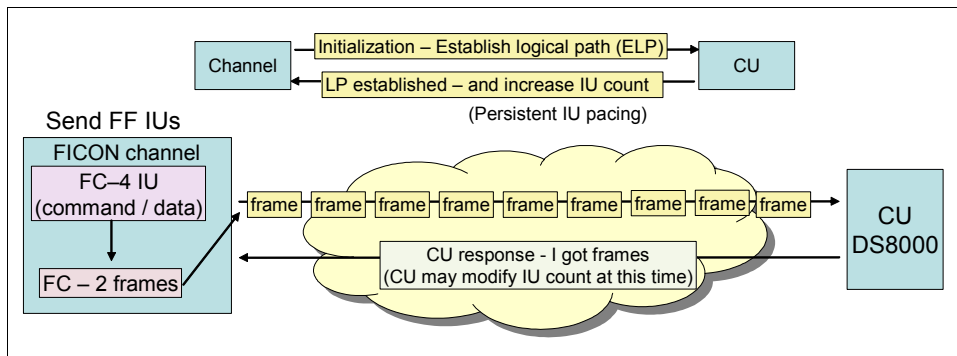 Initialization – Establish logical path (ELP)
Channel
CU
LP established – and increase IU count
(Persistent IU pacing)
Send FF IUs
FICON channel
FC–4 IU
(command / data)
frame frame frame frame frame frame frame frame frame
CU
DS8000
CU response - I got frames
(CU may modify IU count at this time)
FC – 2 frames